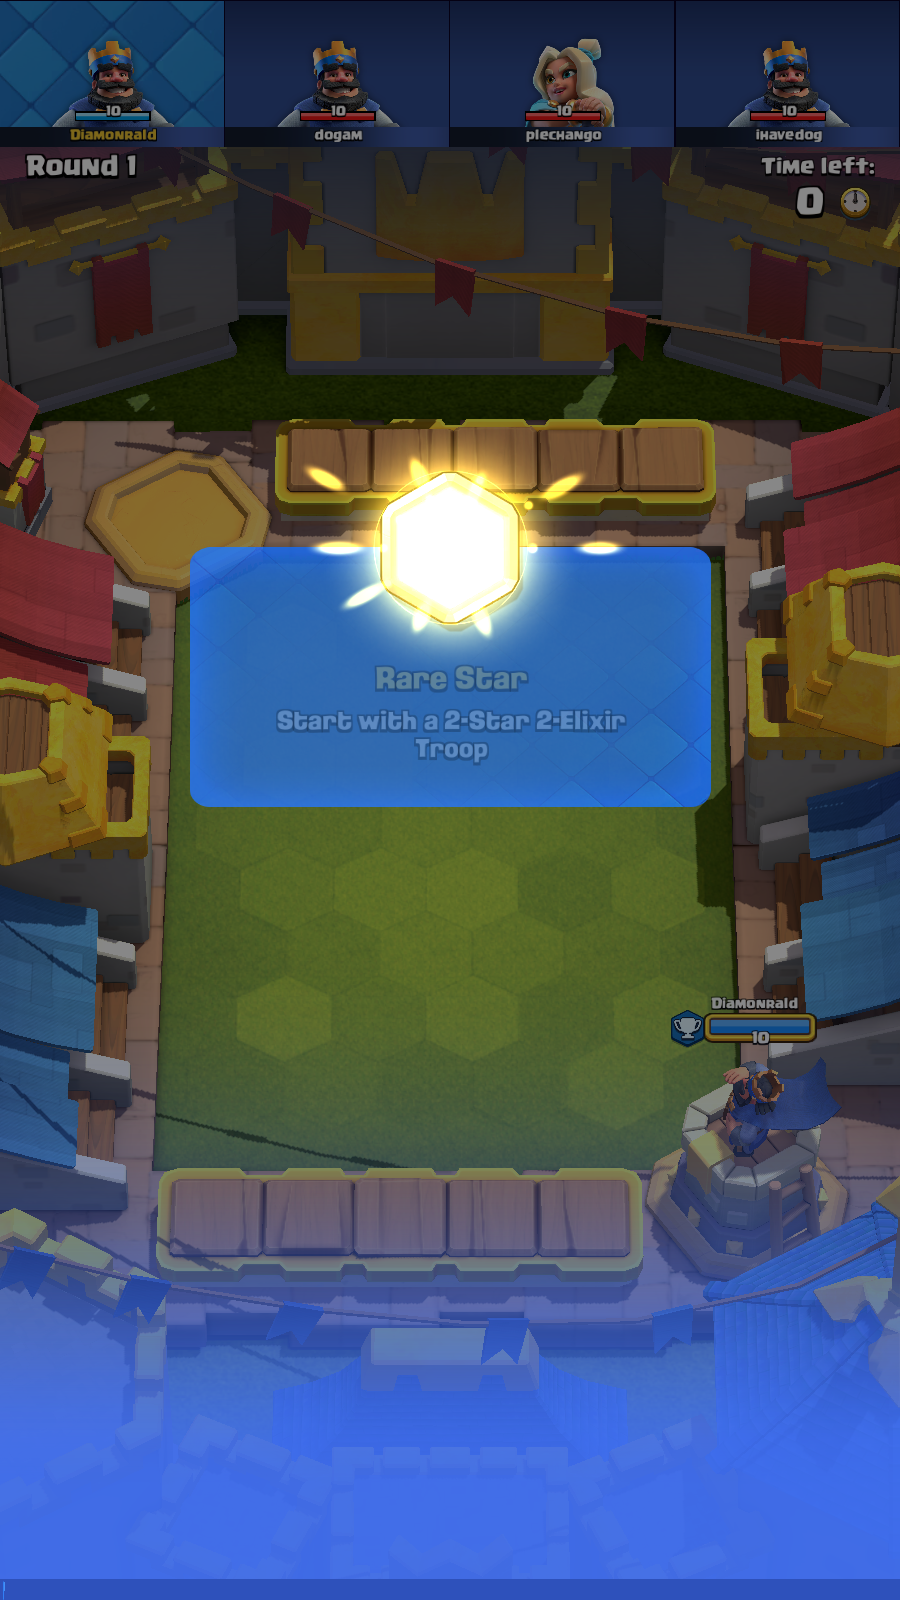 10 10 10 10
Diamonrald dogam plechango iHavedog
Round 1
Time left:
0
Rare Star
Start with a 2-Star 2-Elixir
Troop
Diamonrald
10